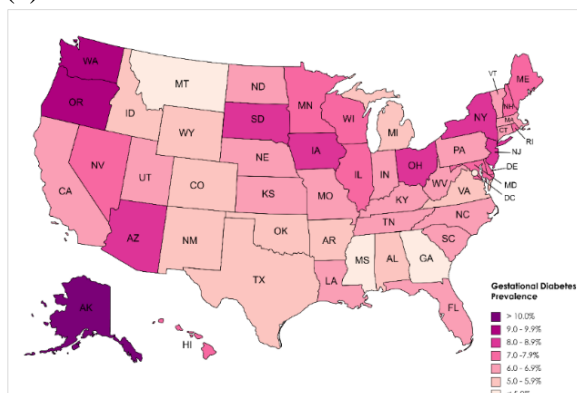 WA
MT
ND
OR
ID
MN
VT
ME
NH
SD
WI
NY
MA
WY
MI
CT
RI
NE
IA
PA
NJ
NV
IL
IN
OH
DE
UT
CO
WV
MD
CA
KS
MO
KY
VA
DC
NC
TN
AZ
NM
OK
AR
SC
MS
AL
GA
TX
LA
FL
AK
HI
Gestational Diabetes
Prevalence
> 10.0%
9.0 - 9.9%
8.0 - 8.9%
7.0 -7.9%
6.0 - 6.9%
5.0 - 5.9%